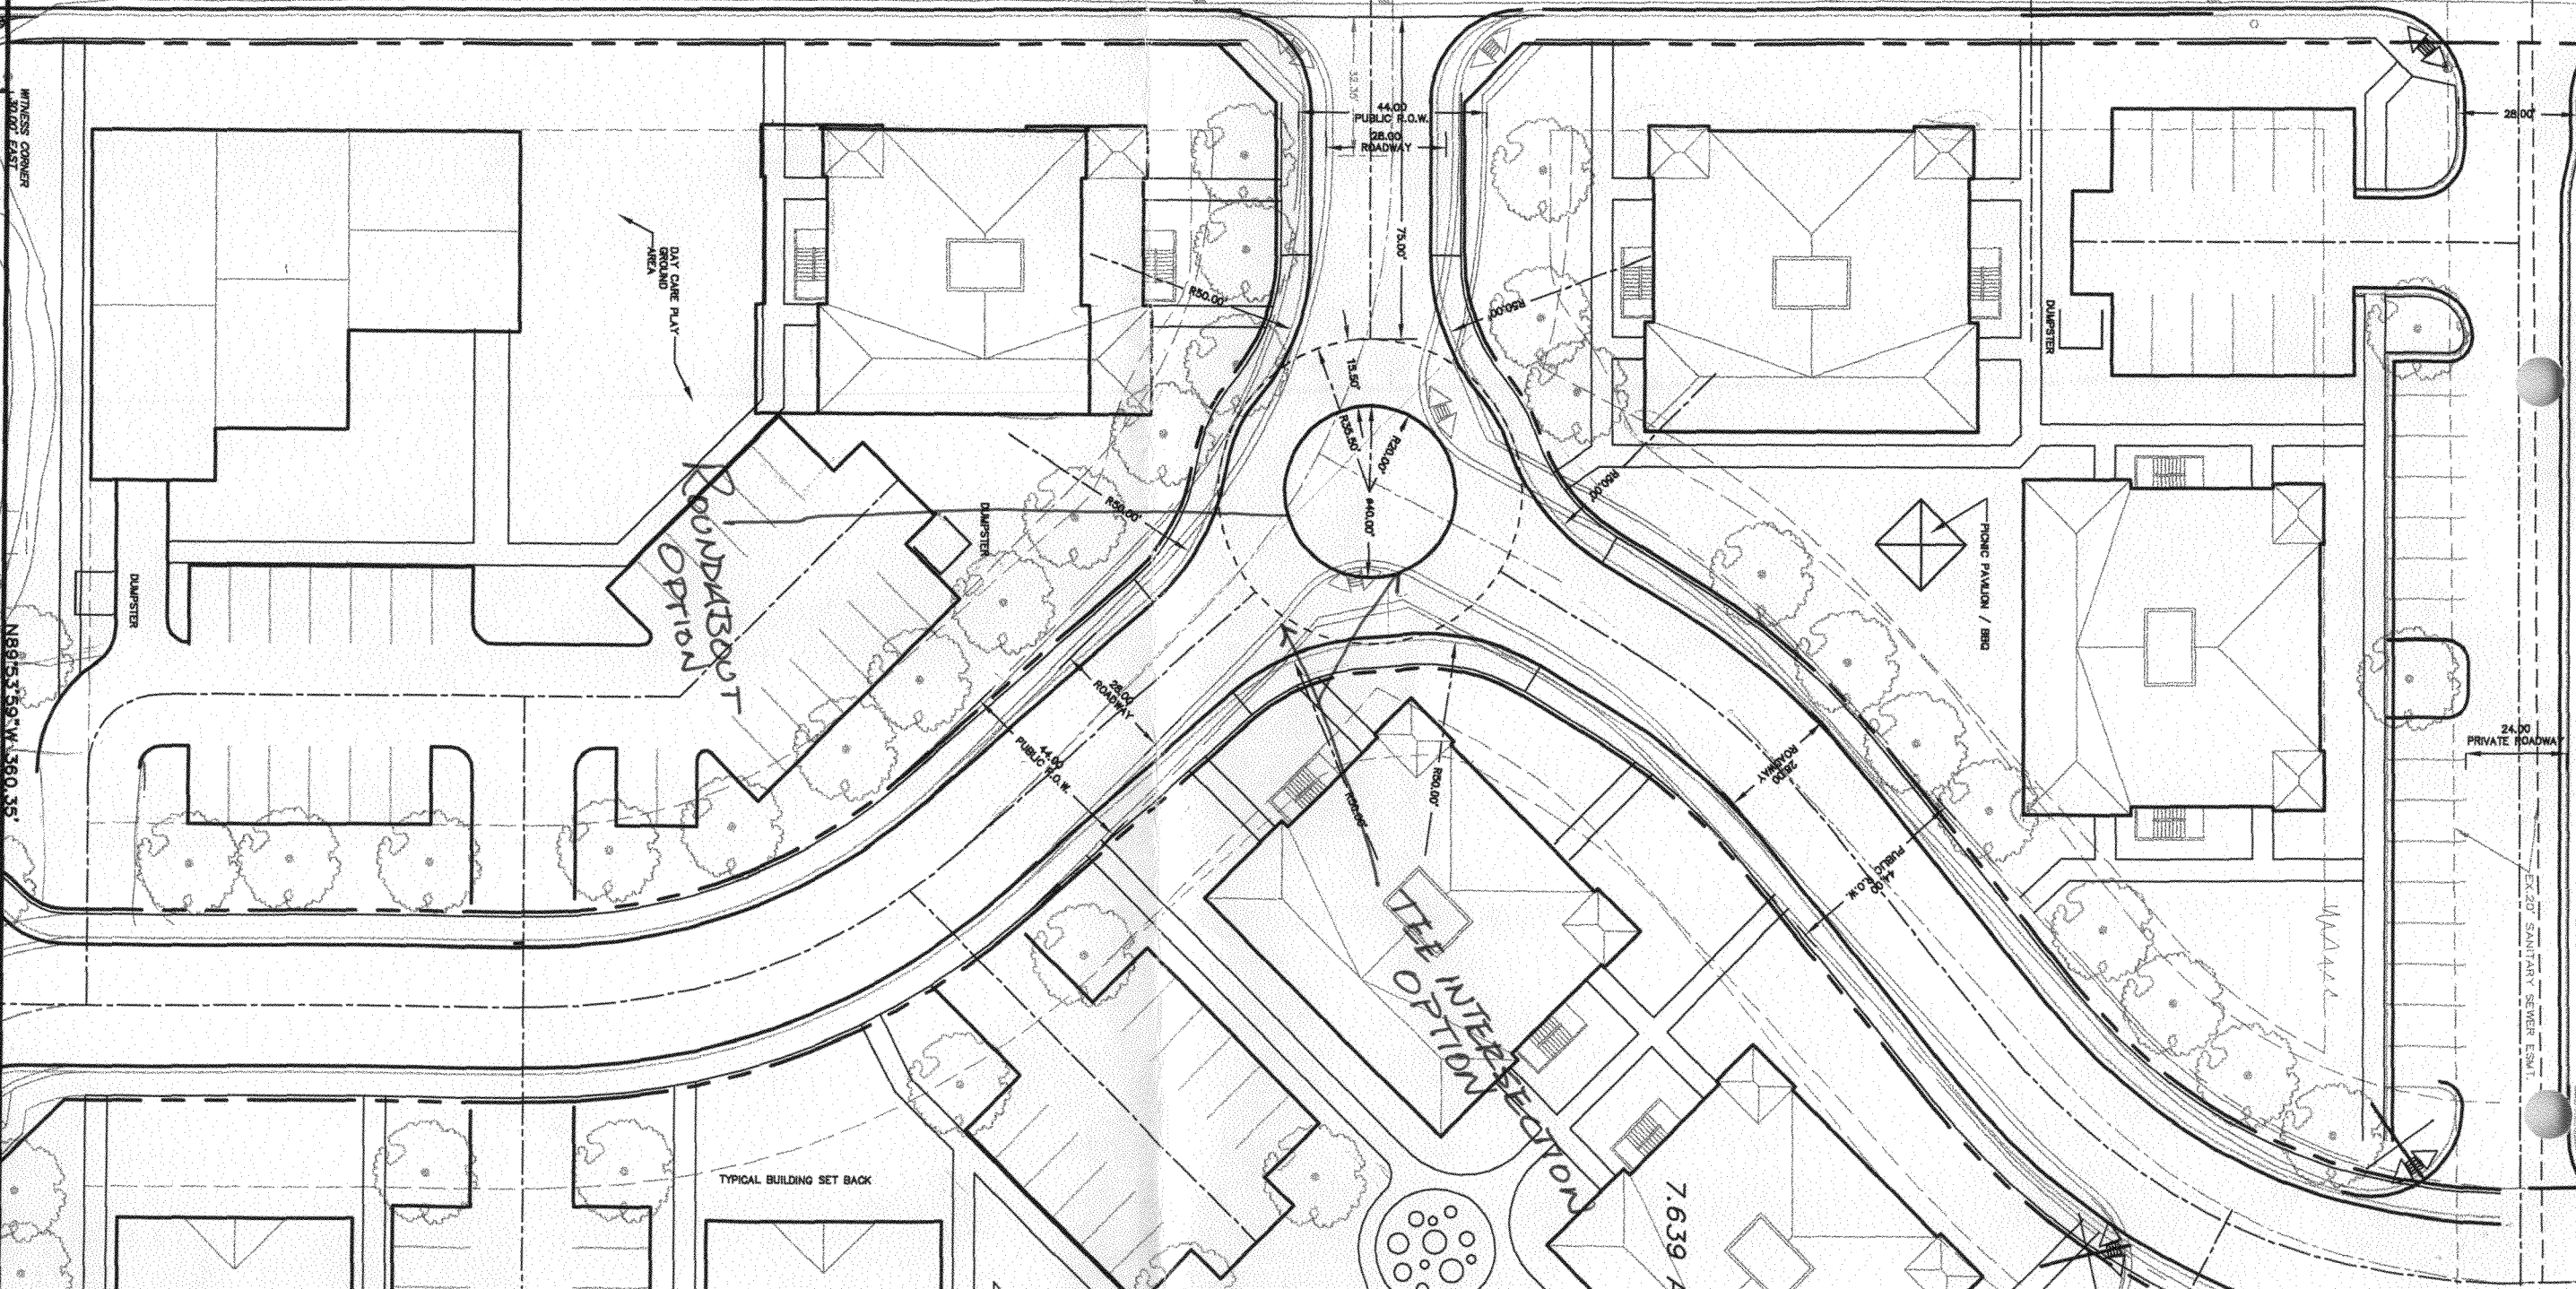 WITNESS CORNER
30.00' EAST
N89°53'59"W 360.35'
DAY CARE PLAY
GROUND
AREA
DUMPSTER
DUMPSTER
ROUNDABOUT
OPTION
32.35'
44.00
PUBLIC R.O.W.
28.00
ROADWAY
75.00'
R50.00'
R50.00'
15.50'
R35.50'
R20.00'
ø40.00'
R50.00'
R50.00'
28.00
ROADWAY
44.00
PUBLIC R.O.W.
R50.00'
R50.00'
TEE INTERSECTION
OPTION
28.00
ROADWAY
44.00
PUBLIC R.O.W.
DUMPSTER
PICNIC PAVILION / BBQ
28.00'
24.00
PRIVATE ROADWAY
EX.20' SANITARY SEWER ESMT.
TYPICAL BUILDING SET BACK
7.639